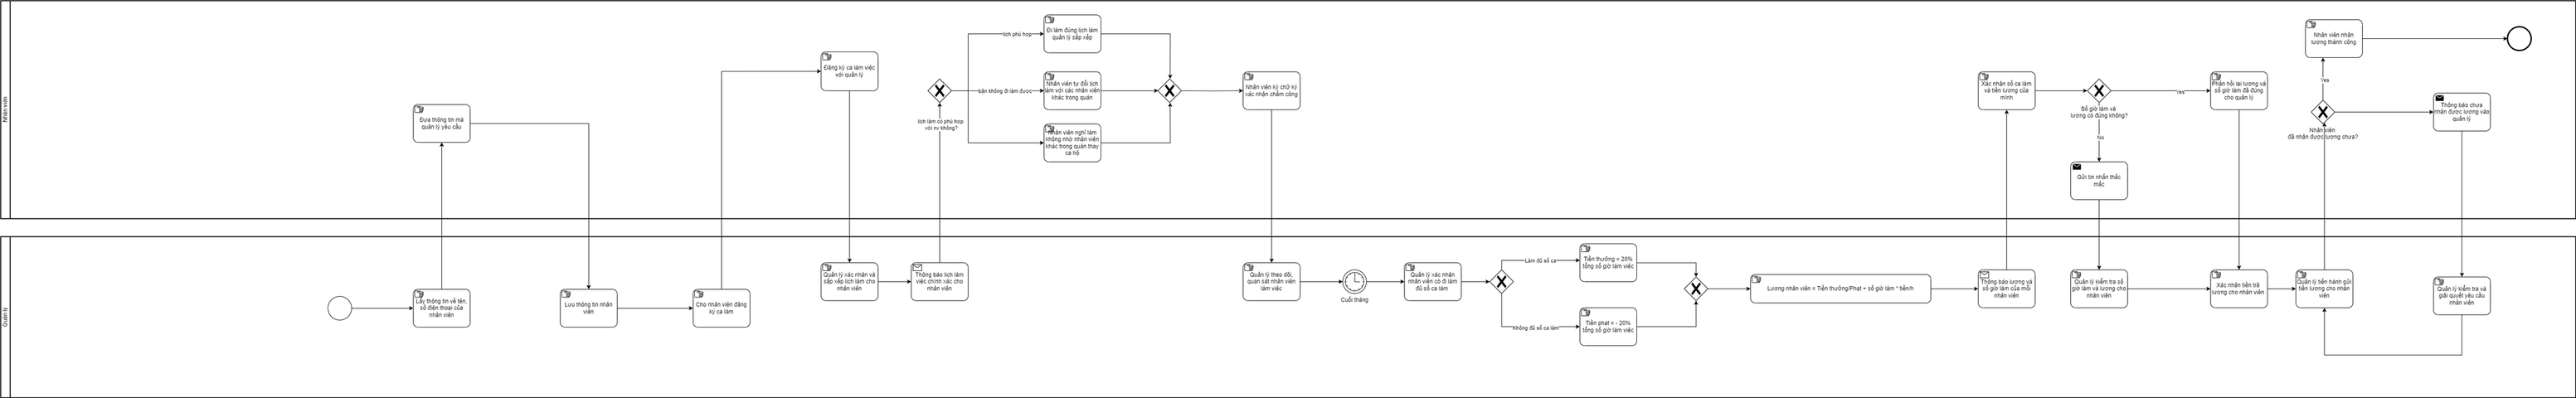 Nhân viên
Đưa thông tin mà
quản lý yêu cầu
Đăng ký ca làm việc
với quản lý
lịch làm có phù hợp
với nv không?
lịch phù hợp
Đi làm đúng lịch làm
quản lý sắp xếp
bận không đi làm được
Nhân viên tự đổi lịch
làm với các nhân viên
khác trong quán
Nhân viên nghỉ làm
không nhờ nhân viên
khác trong quán thay
ca hộ
Nhân viên ký chữ ký
xác nhận chấm công
Xác nhận số ca làm
và tiền lương của
mình
Số giờ làm và
lương có đúng không?
Yes
No
Gửi tin nhắn thắc
mắc
Phản hồi lại lương và
số giờ làm đã đúng
cho quản lý
Nhân viên nhận
lương thành công
Yes
Nhân viên
đã nhận được lương chưa?
Thông báo chưa
nhận được lương vào
quản lý
Quản lý
Lấy thông tin về tên,
số điện thoại của
nhân viên
Lưu thông tin nhân
viên
Cho nhân viên đăng
ký ca làm
Quản lý xác nhận và
sắp xếp lịch làm cho
nhân viên
Thông báo lịch làm
việc chính xác cho
nhân viên
Quản lý theo dõi,
quan sát nhân viên
làm việc
Cuối tháng
Quản lý xác nhận
nhân viên có đi làm
đủ số ca làm
Làm đủ số ca
Tiền thưởng = 20%
tổng số giờ làm việc
Không đủ số ca làm
Tiền phạt = - 20%
tổng số giờ làm việc
Lương nhân viên = Tiền thưởng/Phạt + số giờ làm * tiền/h
Thông báo lương và
số giờ làm của mỗi
nhân viên
Quản lý kiểm tra số
giờ làm và lương cho
nhân viên
Xác nhận tiền trả
lương cho nhân viên
Quản lý tiến hành gửi
tiền lương cho nhân
viên
Quản lý kiểm tra và
giải quyết yêu cầu
nhân viên